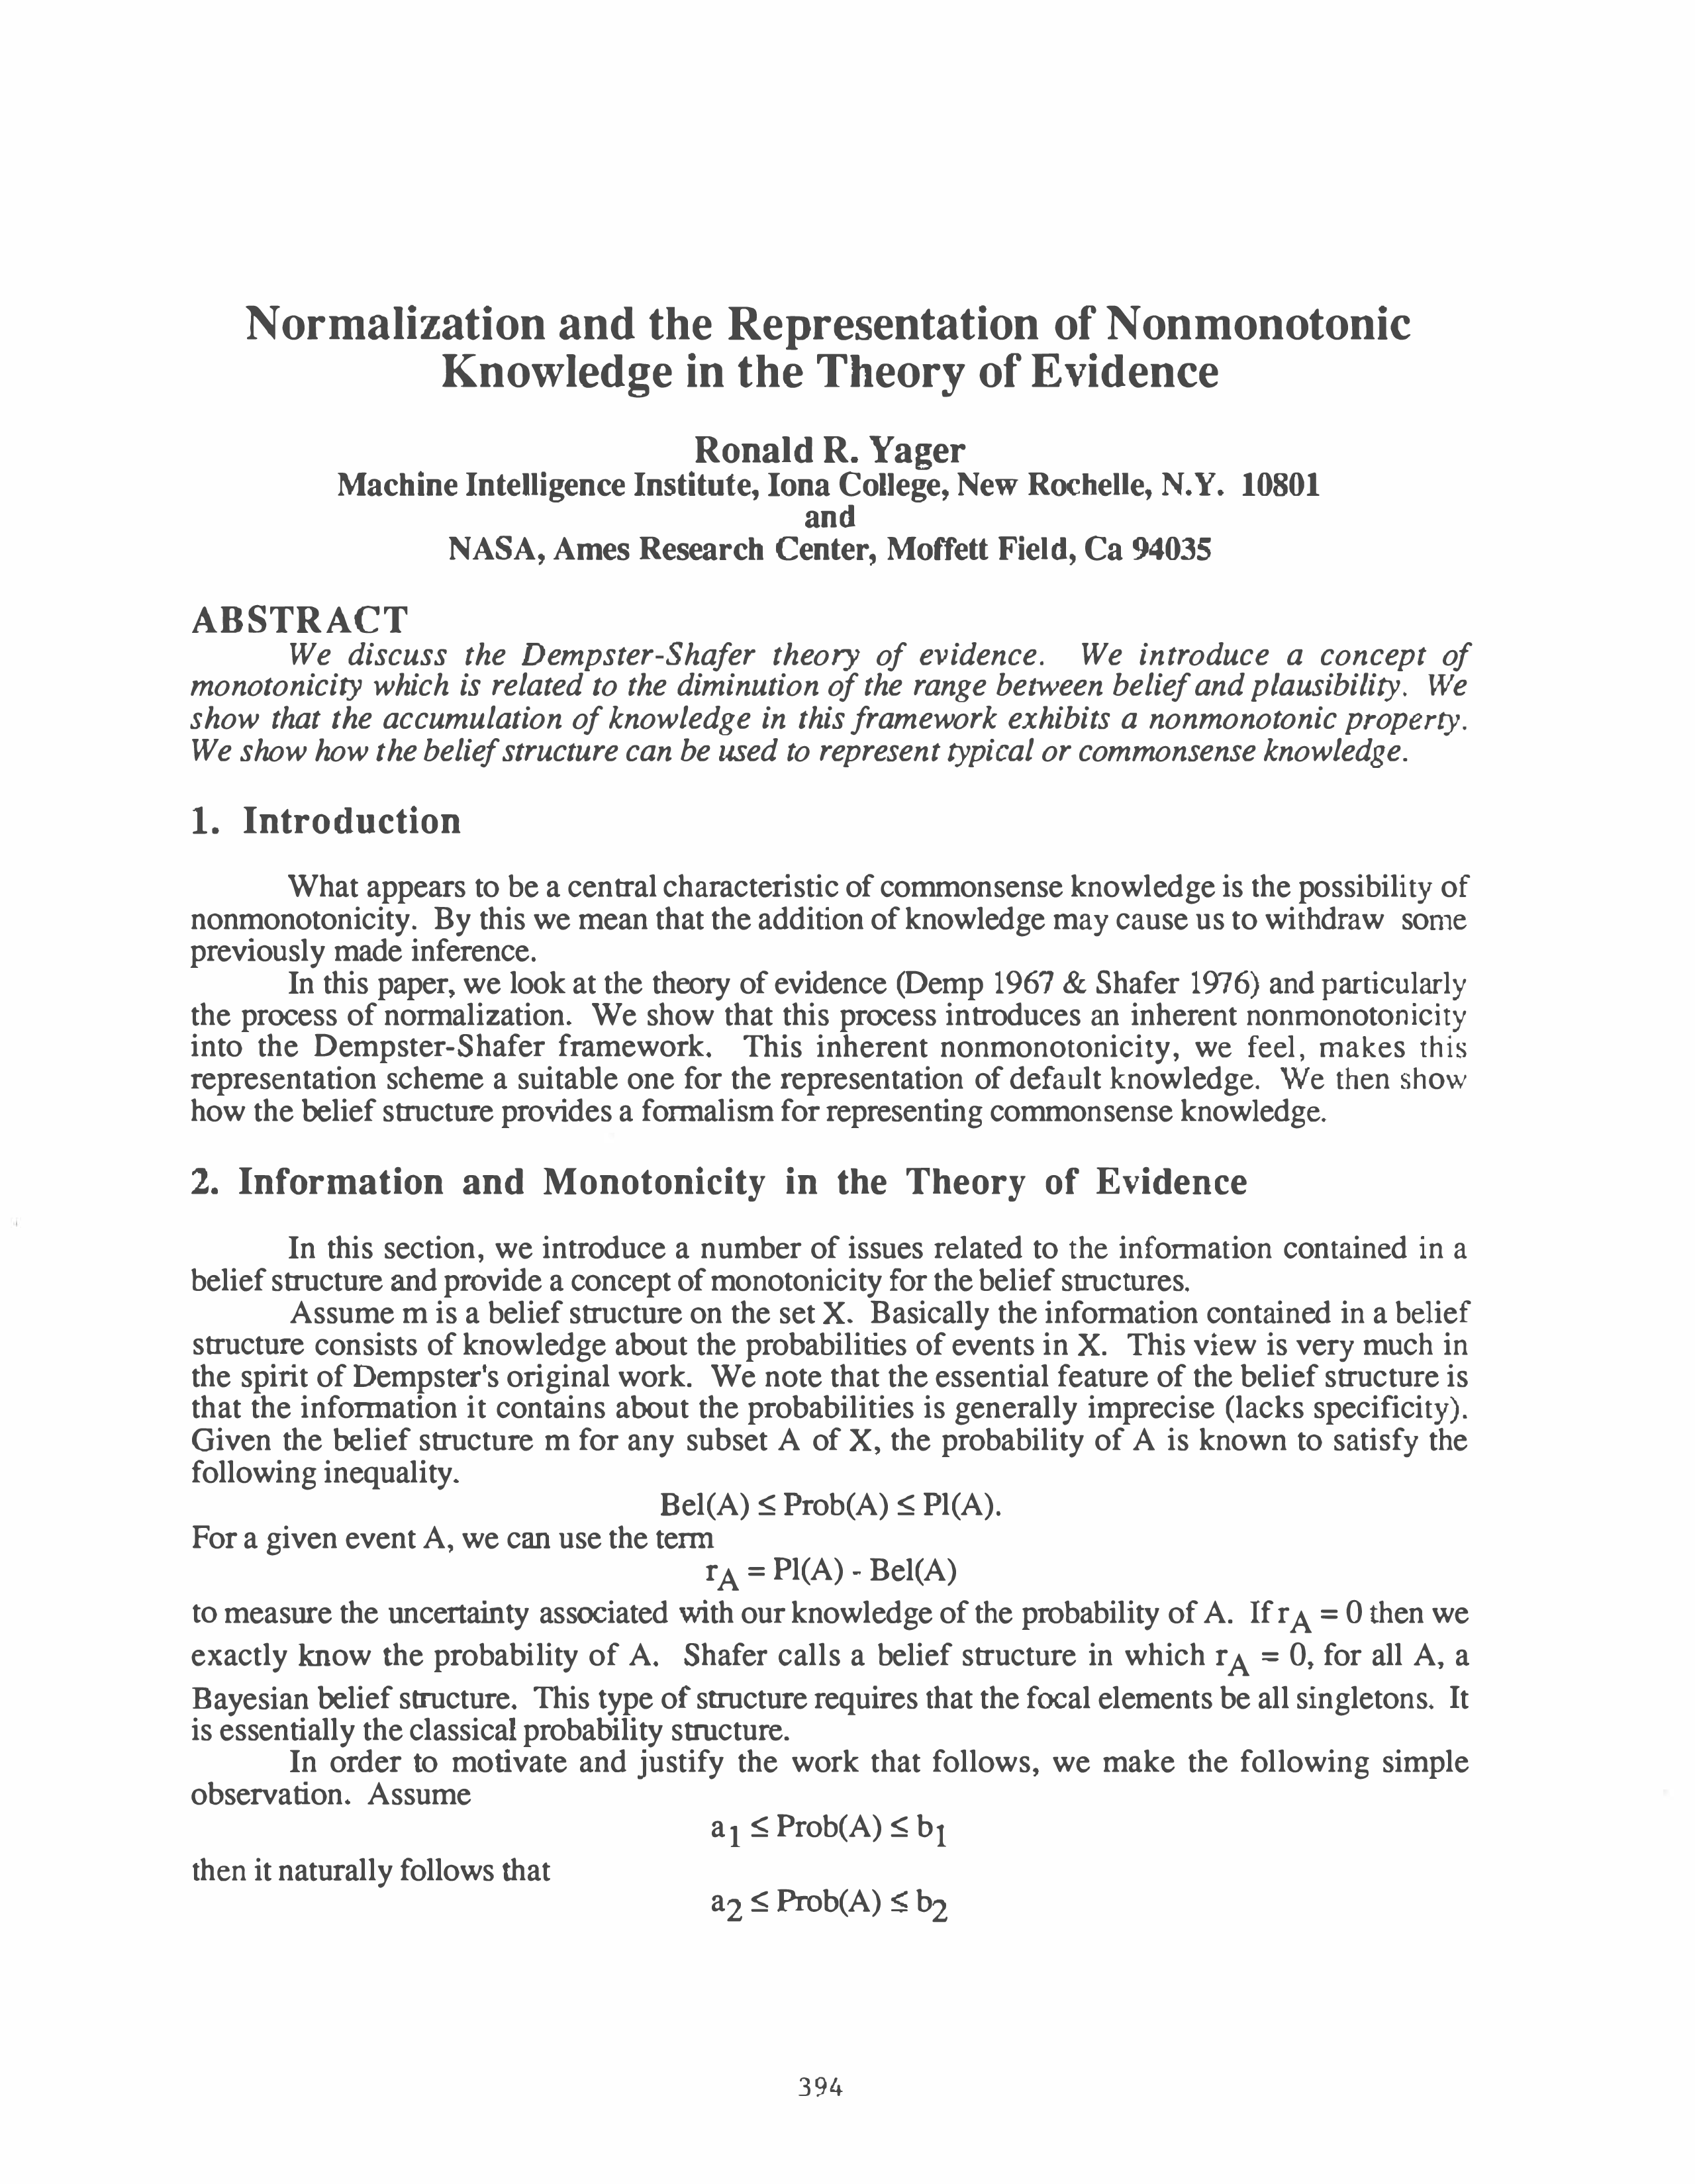 Normalization and the Representation of Nonmonotonic
Knowledge in the Theory of Evidence
Ronald R. Yager
Machine Intelligence Institute, Iona College, New Rochelle, N.Y. 10801
and
NASA, Ames Research Center, Moffett Field, Ca 94035
ABSTRACT
We discuss the Dempster-Shafer theory of evidence. We introduce a concept of
monotonicity which is related to the diminution of the range between belief and plausibility. We
show that the accumulation of knowledge in this framework exhibits a nonmonotonic property.
We show how the belief structure can be used to represent typical or commonsense knowledge.
1. Introduction
What appears to be a central characteristic of commonsense knowledge is the possibility of
nonmonotonicity. By this we mean that the addition of knowledge may cause us to withdraw some
previously made inference.
In this paper, we look at the theory of evidence (Demp 1967 & Shafer 1976) and particularly
the process of normalization. We show that this process introduces an inherent nonmonotonicity
into the Dempster-Shafer framework. This inherent nonmonotonicity, we feel, makes this
representation scheme a suitable one for the representation of default knowledge. We then show
how the belief structure provides a formalism for representing commonsense knowledge.
2. Information and Monotonicity in the Theory of Evidence
In this section, we introduce a number of issues related to the information contained in a
belief structure and provide a concept of monotonicity for the belief structures.
Assume m is a belief structure on the set X. Basically the information contained in a belief
structure consists of knowledge about the probabilities of events in X. This view is very much in
the spirit of Dempster's original work. We note that the essential feature of the belief structure is
that the information it contains about the probabilities is generally imprecise (lacks specificity).
Given the belief structure m for any subset A of X, the probability of A is known to satisfy the
following inequality.
Bel(A) ≤ Prob(A) ≤ Pl(A).
For a given event A, we can use the term
r_A = Pl(A) - Bel(A)
to measure the uncertainty associated with our knowledge of the probability of A. If r_A = 0 then we
exactly know the probability of A. Shafer calls a belief structure in which r_A = 0, for all A, a
Bayesian belief structure. This type of structure requires that the focal elements be all singletons. It
is essentially the classical probability structure.
In order to motivate and justify the work that follows, we make the following simple
observation. Assume
a₁ ≤ Prob(A) ≤ b₁
then it naturally follows that
a₂ ≤ Prob(A) ≤ b₂
394